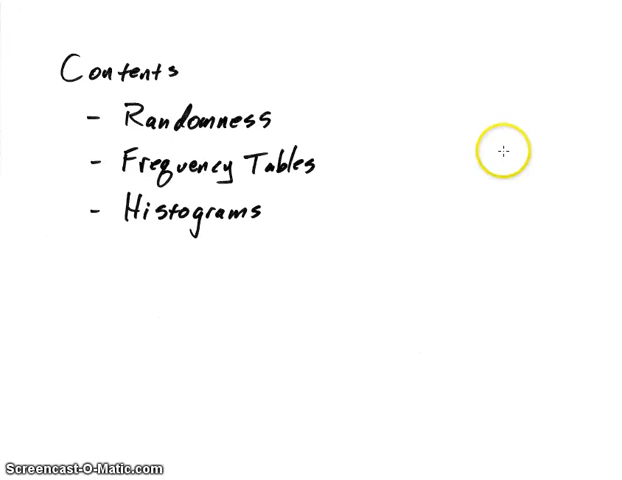 Contents
- Randomness
- Frequency Tables
- Histograms
Screencast-O-Matic.com